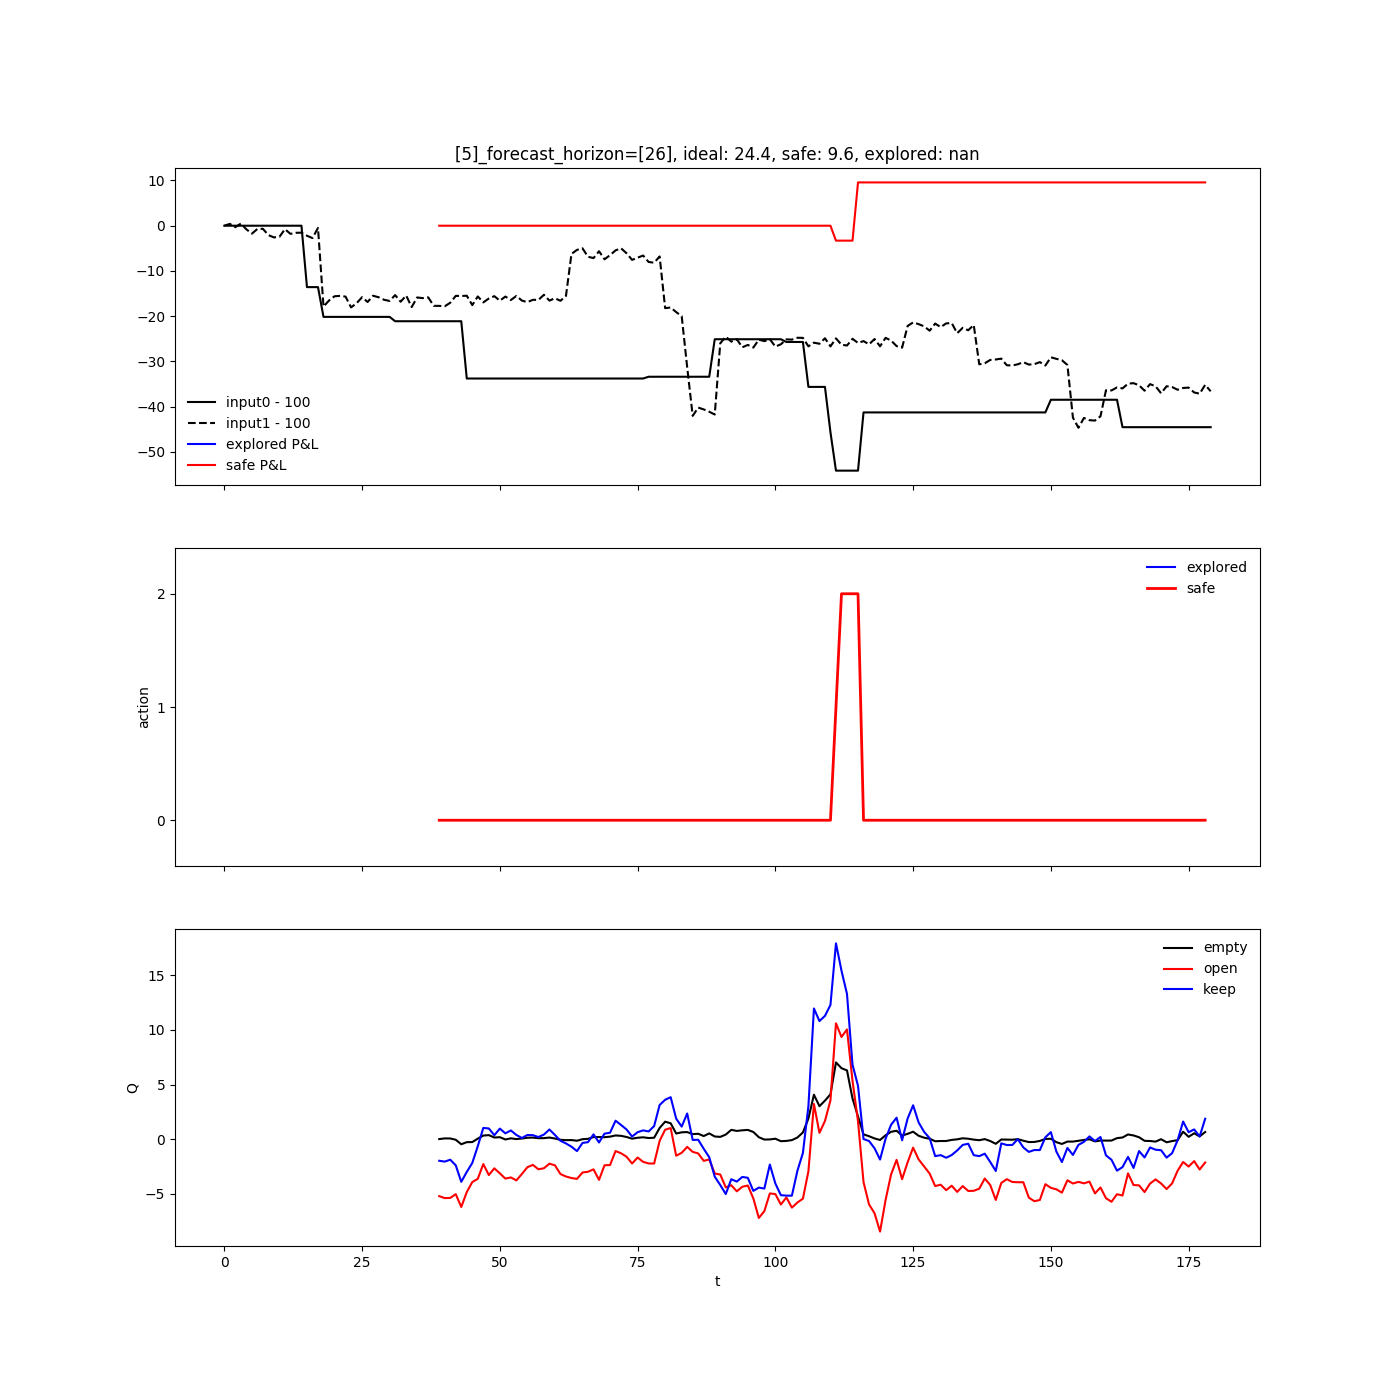 [5]_forecast_horizon=[26], ideal: 24.4, safe: 9.6, explored: nan
10
0
−10
−20
−30
−40
−50
input0 - 100
input1 - 100
explored P&L
safe P&L
2
1
0
action
explored
safe
15
10
5
0
−5
Q
empty
open
keep
0 25 50 75 100 125 150 175
t